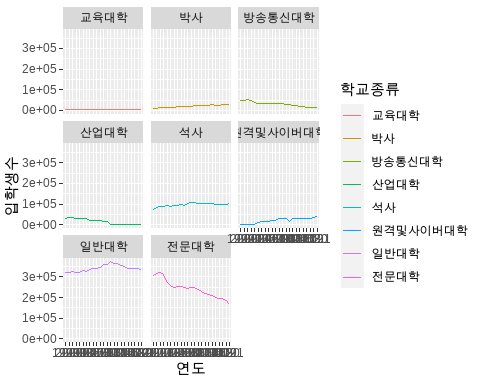 교육대학 박사 방송통신대학
3e+05
2e+05
1e+05
0e+00
산업대학 석사 원격및사이버대학
3e+05
2e+05
1e+05
0e+00
일반대학 전문대학
3e+05
2e+05
1e+05
0e+00
입학생수
연도
학교종류
교육대학
박사
방송통신대학
산업대학
석사
원격및사이버대학
일반대학
전문대학